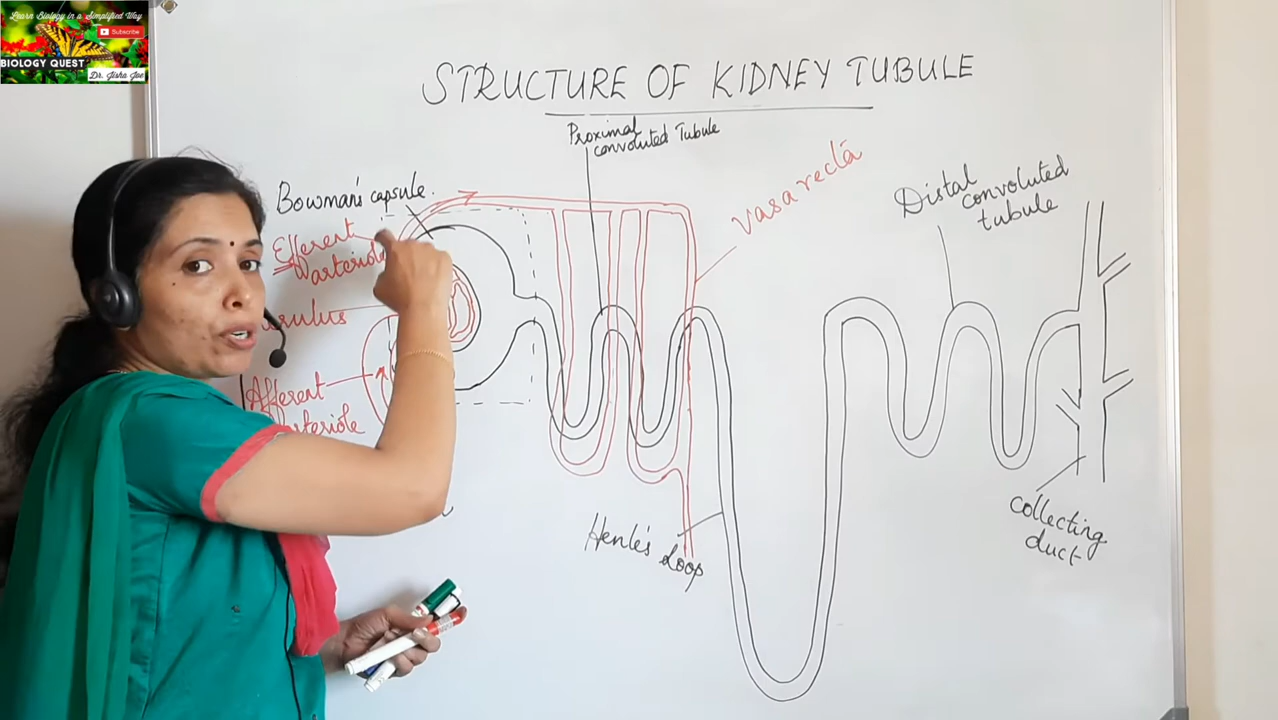 Learn Biology in a Simplified Way
Subscribe
BIOLOGY QUEST
Dr. Jisha Joe
STRUCTURE OF KIDNEY TUBULE
Proximal
convoluted Tubule
Vasa recta
Bowman's capsule
Efferent
arteriole
Afferent
arteriole
Distal
convoluted
tubule
Henle's Loop
collecting
duct